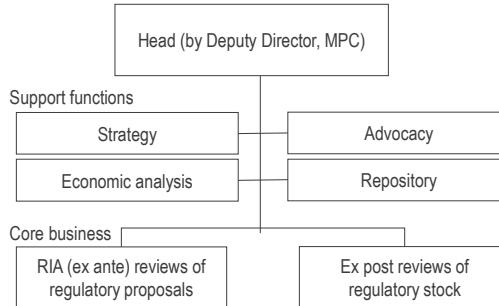 Head (by Deputy Director, MPC)
Support functions
Strategy
Advocacy
Economic analysis
Repository
Core business
RIA (ex ante) reviews of
regulatory proposals
Ex post reviews of
regulatory stock